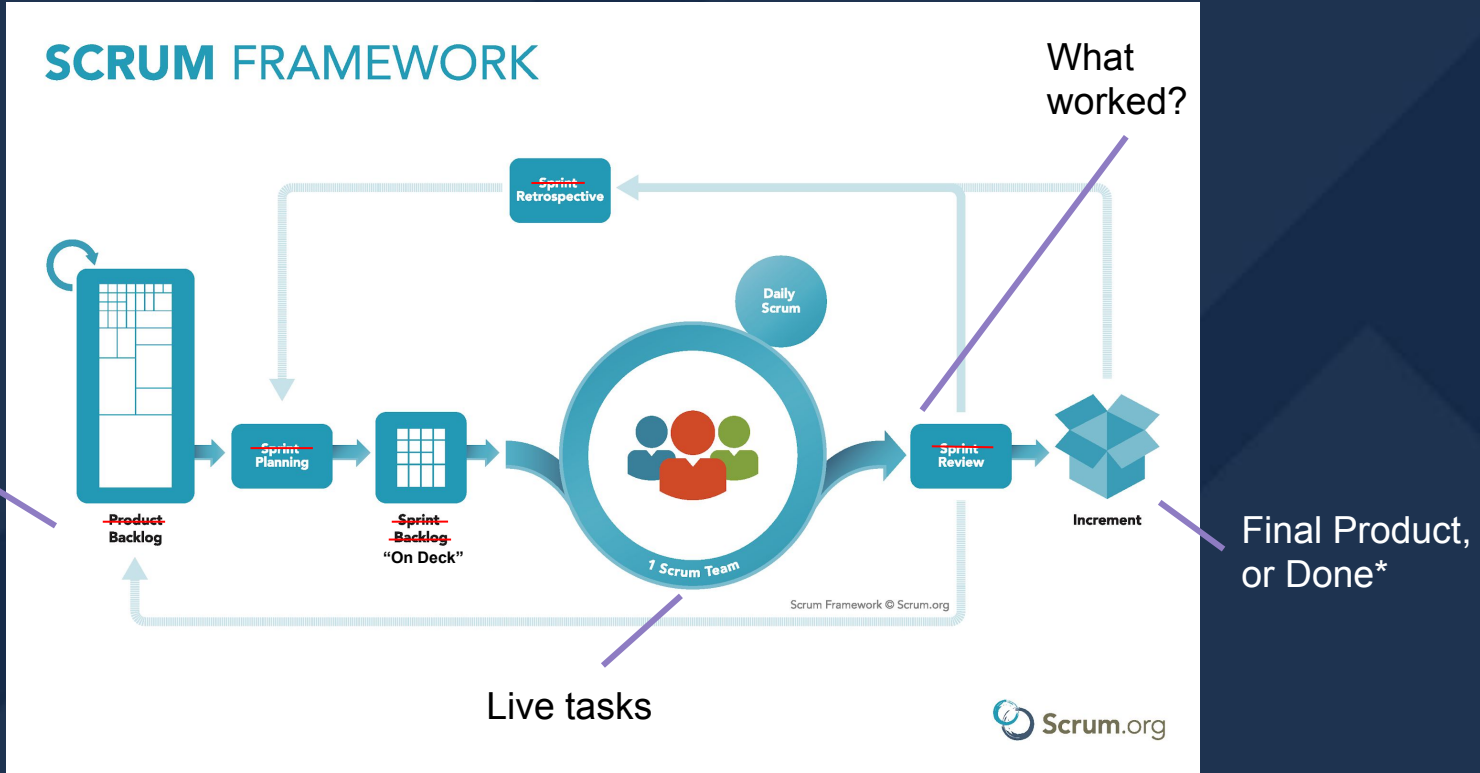 SCRUM FRAMEWORK
What
worked?
Sprint
Retrospective
Daily
Scrum
Sprint
Planning
Sprint
Review
Product
Backlog
Sprint
Backlog
“On Deck”
1 Scrum Team
Increment
Final Product,
or Done*
Scrum Framework © Scrum.org
Live tasks
Scrum.org